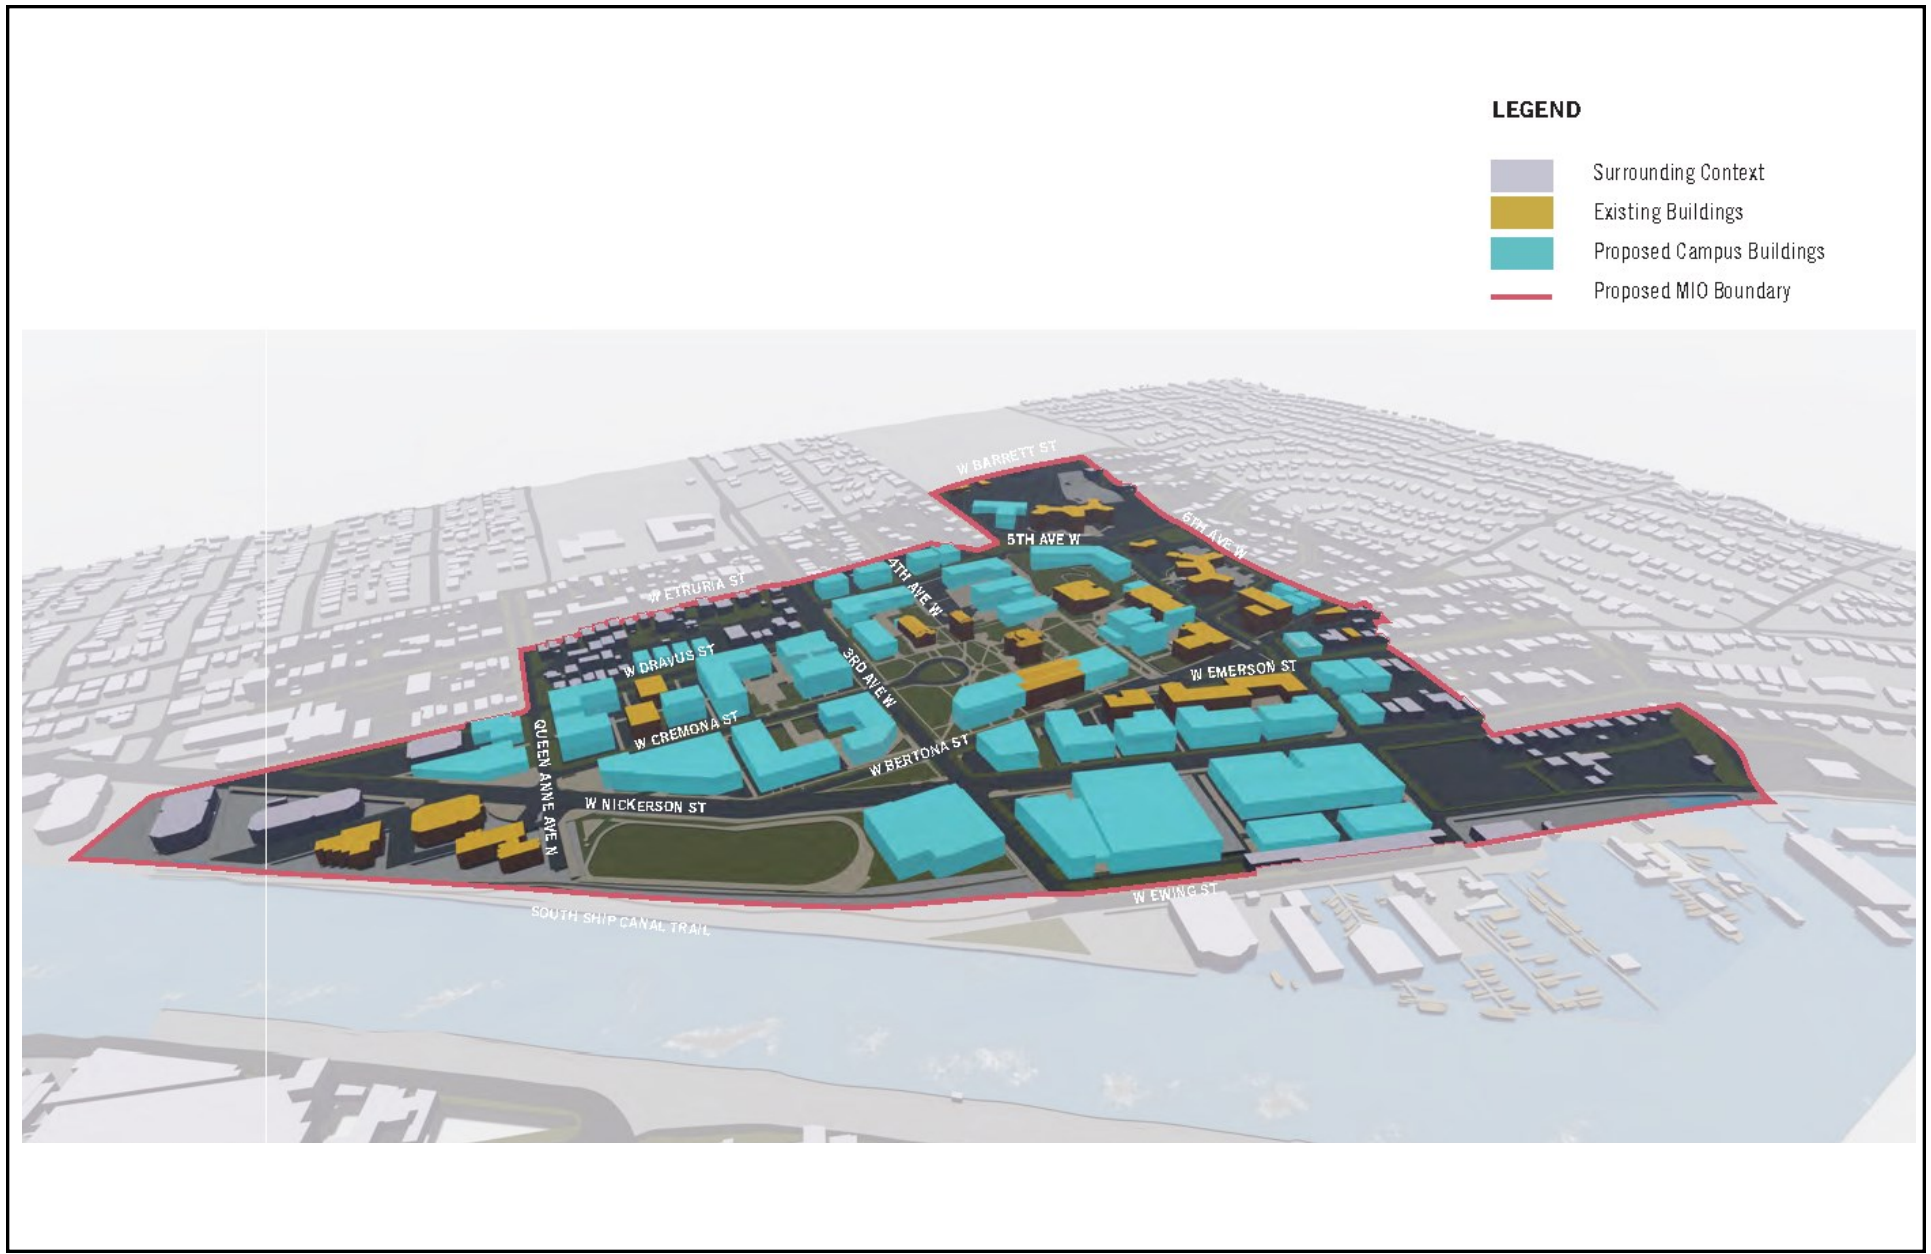 LEGEND
Surrounding Context
Existing Buildings
Proposed Campus Buildings
Proposed MIO Boundary
W BARRETT ST
6TH AVE W
5TH AVE W
4TH AVE W
W ETRURIA ST
W DRAVUS ST
3RD AVE W
W EMERSON ST
W CREMONA ST
QUEEN ANNE AVE N
W BERTONA ST
W NICKERSON ST
W EWING ST
SOUTH SHIP CANAL TRAIL